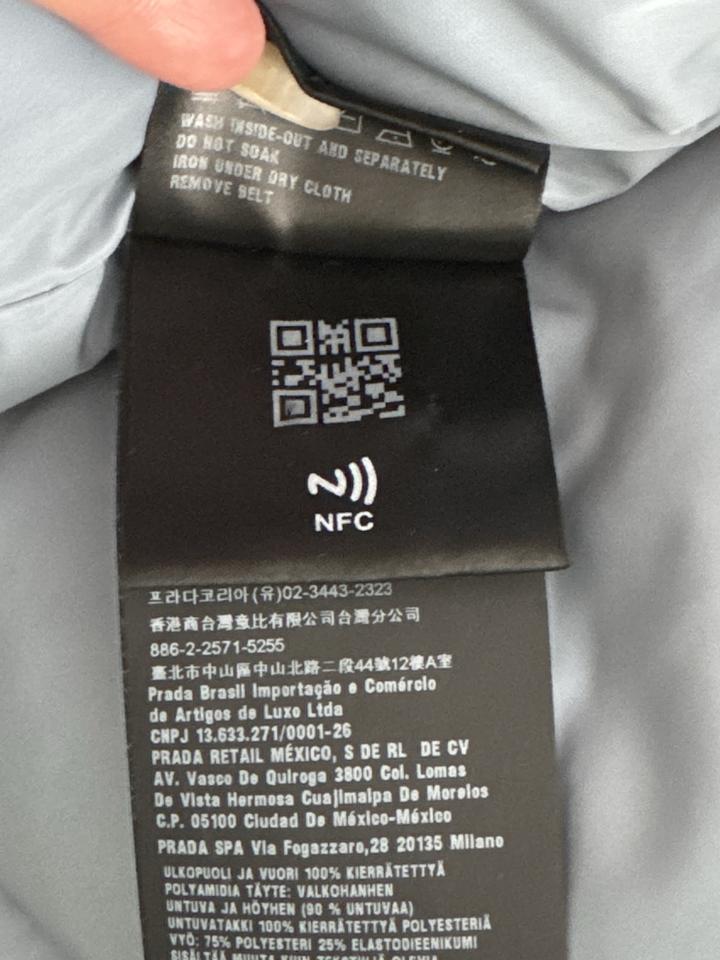 WASH INSIDE-OUT AND SEPARATELY
DO NOT SOAK
IRON UNDER DRY CLOTH
REMOVE BELT
NFC
프라다코리아(유)02-3443-2323
香港商台灣意比有限公司台灣分公司
886-2-2571-5255
臺北市中山區中山北路二段44號12樓A室
Prada Brasil Importação e Comércio
de Artigos de Luxo Ltda
CNPJ 13.633.271/0001-26
PRADA RETAIL MÉXICO, S DE RL DE CV
AV. Vasco De Quiroga 3800 Col. Lomas
De Vista Hermosa Cuajimalpa De Morelos
C.P. 05100 Ciudad De México-México
PRADA SPA Via Fogazzaro,28 20135 Milano
ULKOPUOLI JA VUORI 100% KIERRÄTETTYÄ
POLYAMIDIA TÄYTE: VALKOHANHEN
UNTUVA JA HÖYHEN (90 % UNTUVAA)
UNTUVATAKKI 100% KIERRÄTETTYÄ POLYESTERIÄ
VYÖ: 75% POLYESTERI 25% ELASTODIEENIKUMI
SISÄLTÄÄ MUUTA KUIN TEKSTIILIÄ OLEVIA